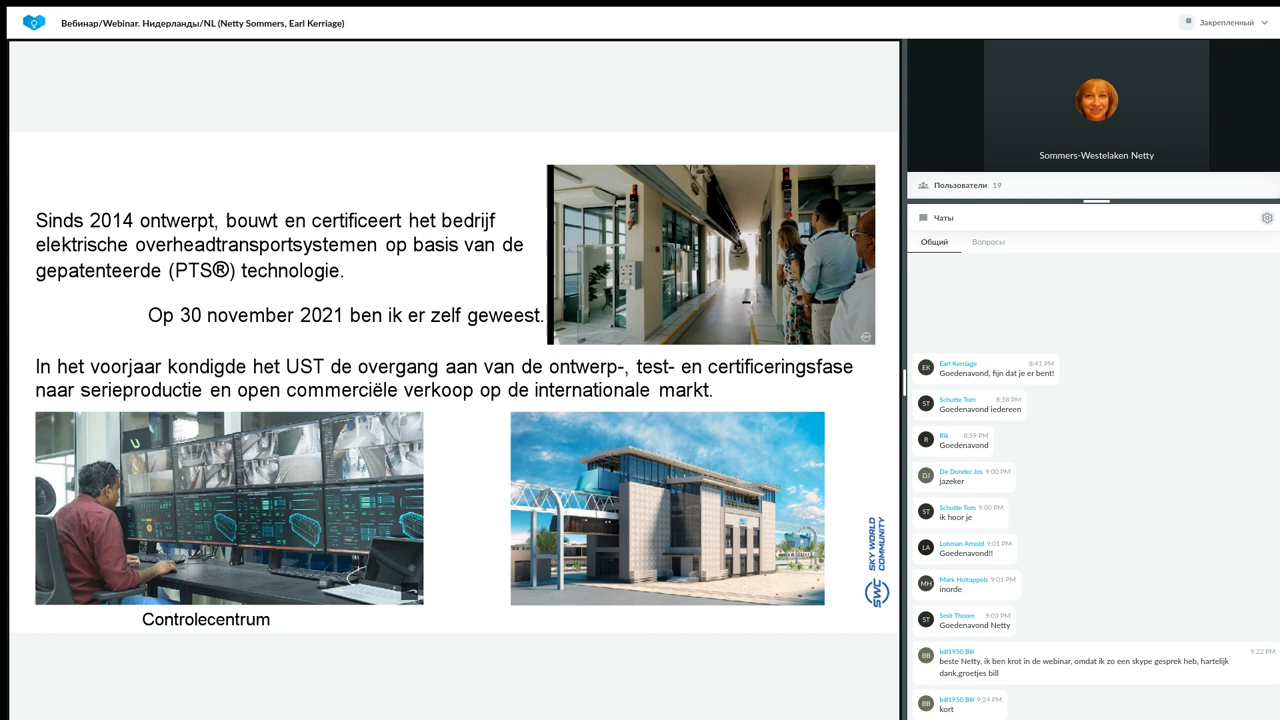 Вебинар/Webinar. Нидерланды/NL (Netty Sommers, Earl Kerriage)
Закрепленный
Sinds 2014 ontwerpt, bouwt en certificeert het bedrijf
elektrische overheadtransportsystemen op basis van de
gepatenteerde (PTS®) technologie.
Op 30 november 2021 ben ik er zelf geweest.
In het voorjaar kondigde het UST de overgang aan van de ontwerp-, test- en certificeringsfase
naar serieproductie en open commerciële verkoop op de internationale markt.
Controlecentrum
SWC SKY WORLD
COMMUNITY
Sommers-Westelaken Netty
Пользователи 19
Чаты
Общий Вопросы
EK Earl Kerriage 8:41 PM
Goedenavond, fijn dat je er bent!
ST Schutte Tom 8:58 PM
Goedenavond iedereen
R Rik 8:59 PM
Goedenavond
DJ De Donder Jos 9:00 PM
jazeker
ST Schutte Tom 9:00 PM
ik hoor je
LA Lobman Arnold 9:01 PM
Goedenavond!!
MH Mark Holtappels 9:01 PM
inorde
ST Smit Thoom 9:03 PM
Goedenavond Netty
BB bill1950 Bill 9:22 PM
beste Netty, ik ben krot in de webinar, omdat ik zo een skype gesprek heb, hartelijk
dank,groetjes bill
BB bill1950 Bill 9:24 PM
kort